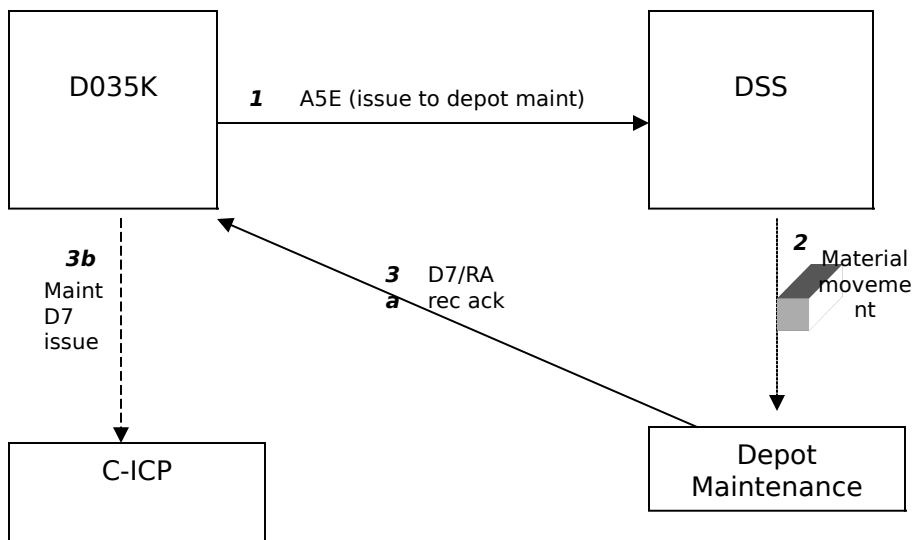 D035K
DSS
1 A5E (issue to depot maint)
2
Material
moveme
nt
3b
Maint
D7
issue
3 D7/RA
a rec ack
C-ICP
Depot
Maintenance